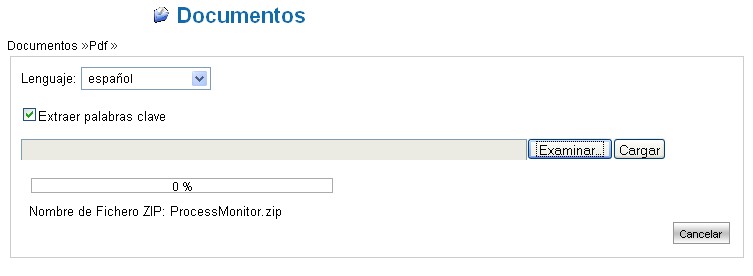 Documentos
Documentos »Pdf »
Lenguaje: español
Extraer palabras clave
Examinar... Cargar
0 %
Nombre de Fichero ZIP: ProcessMonitor.zip
Cancelar